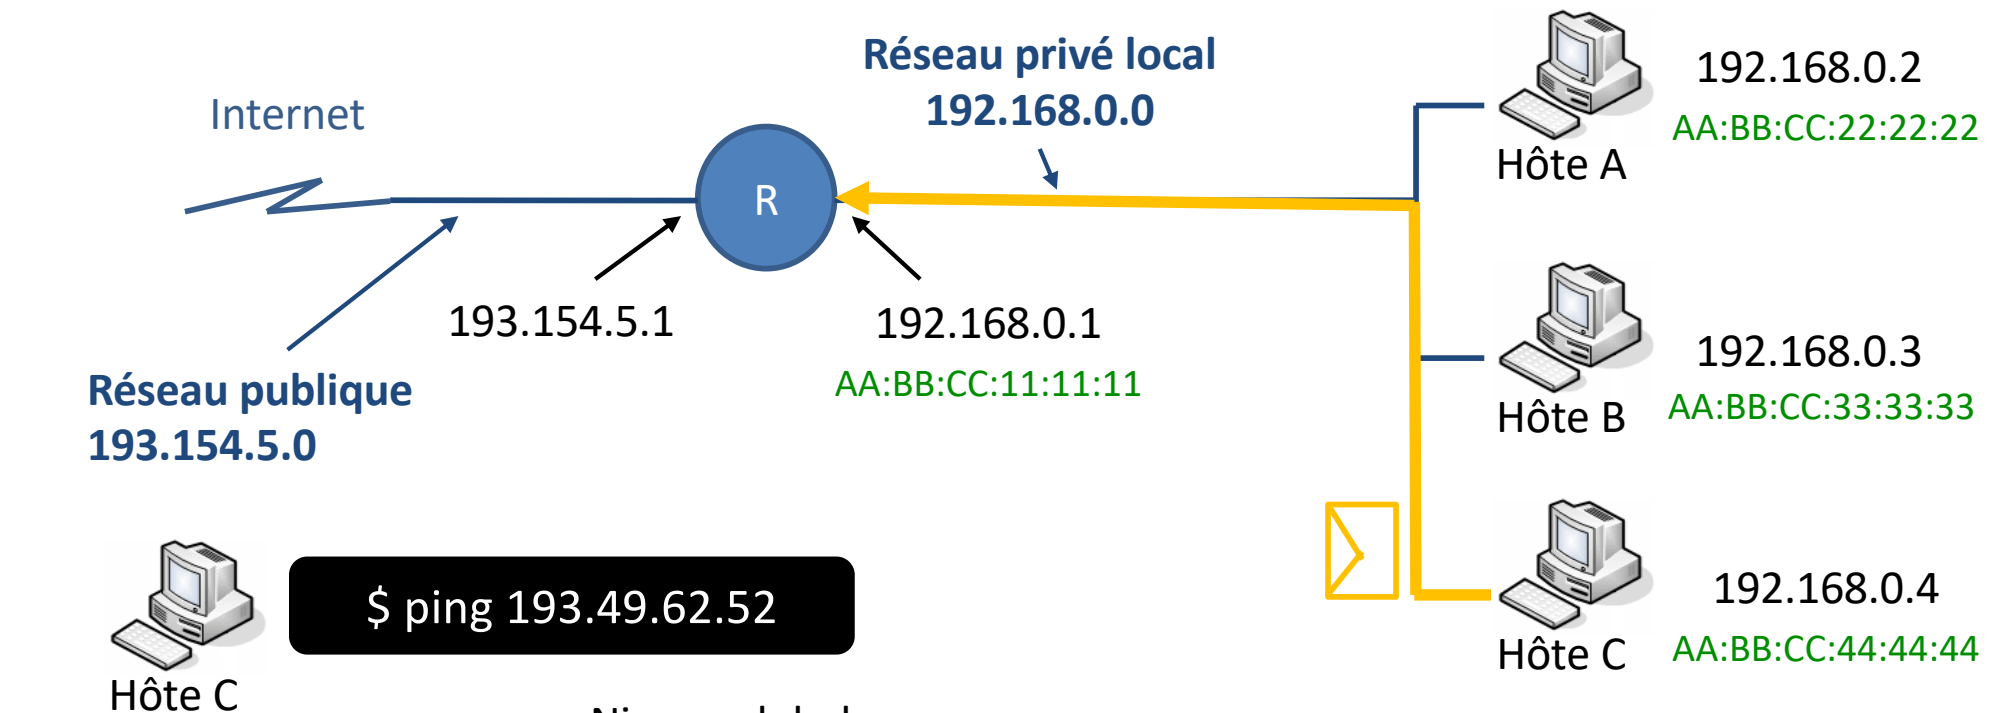 Réseau privé local
192.168.0.0
Internet
R
193.154.5.1
192.168.0.1
AA:BB:CC:11:11:11
Réseau publique
193.154.5.0
192.168.0.2
AA:BB:CC:22:22:22
Hôte A
192.168.0.3
AA:BB:CC:33:33:33
Hôte B
192.168.0.4
AA:BB:CC:44:44:44
Hôte C
$ ping 193.49.62.52
Hôte C